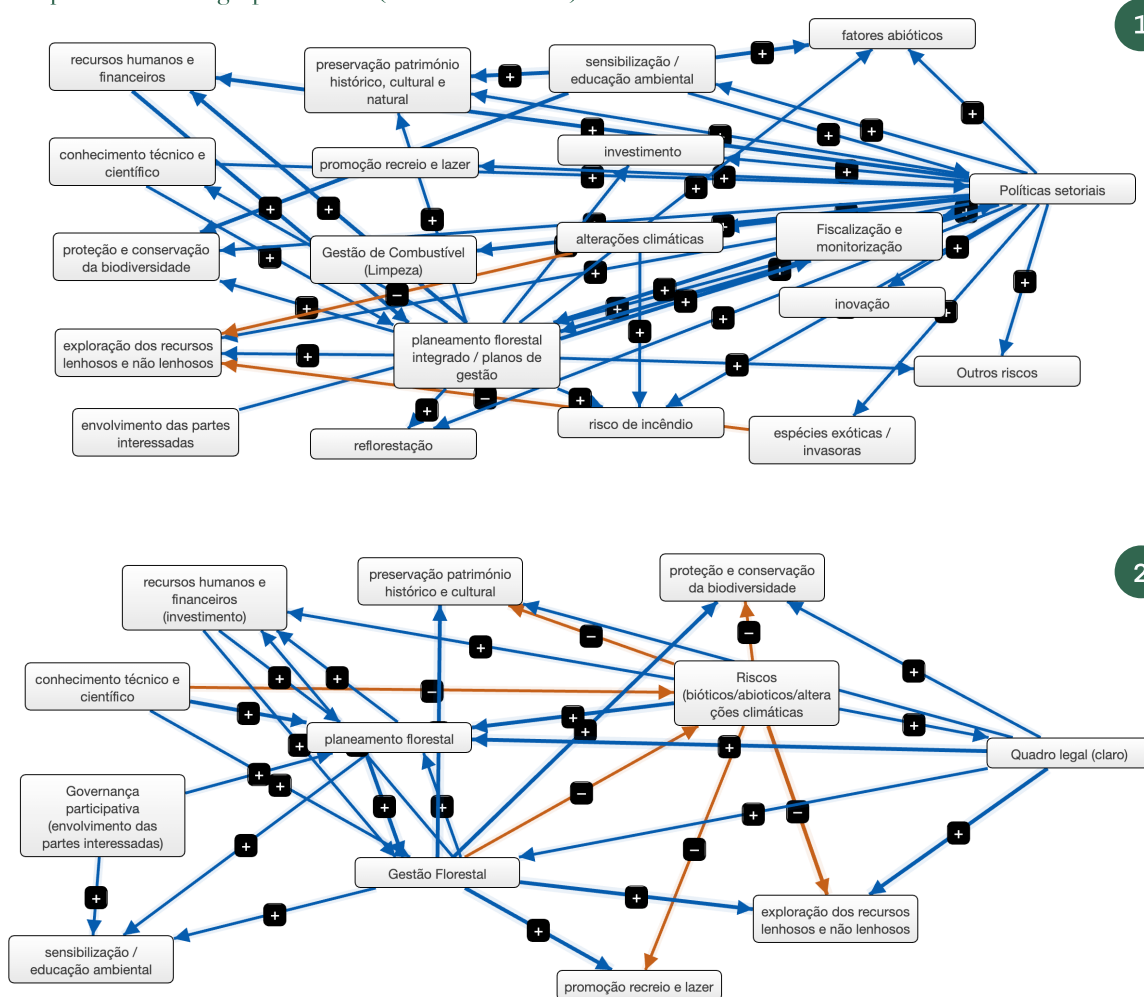 1
fatores abióticos
recursos humanos e
financeiros
preservação património
histórico, cultural e
natural
sensibilização /
educação ambiental
conhecimento técnico e
científico
promoção recreio e lazer
investimento
Políticas setoriais
proteção e conservação
da biodiversidade
Gestão de Combustível
(Limpeza)
alterações climáticas
Fiscalização e
monitorização
inovação
exploração dos recursos
lenhosos e não lenhosos
planeamento florestal
integrado / planos de
gestão
Outros riscos
envolvimento das partes
interessadas
reflorestação
risco de incêndio
espécies exóticas /
invasoras
2
recursos humanos e
financeiros
(investimento)
preservação património
histórico e cultural
proteção e conservação
da biodiversidade
conhecimento técnico e
científico
Riscos
(bióticos/abioticos/altera
ções climáticas
planeamento florestal
Quadro legal (claro)
Governança
participativa
(envolvimento das
partes interessadas)
Gestão Florestal
exploração dos recursos
lenhosos e não lenhosos
sensibilização /
educação ambiental
promoção recreio e lazer